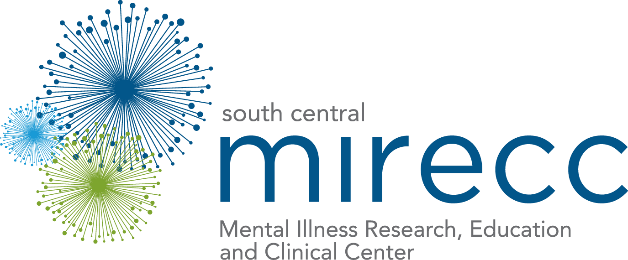 south central
mirecc
Mental Illness Research, Education
and Clinical Center